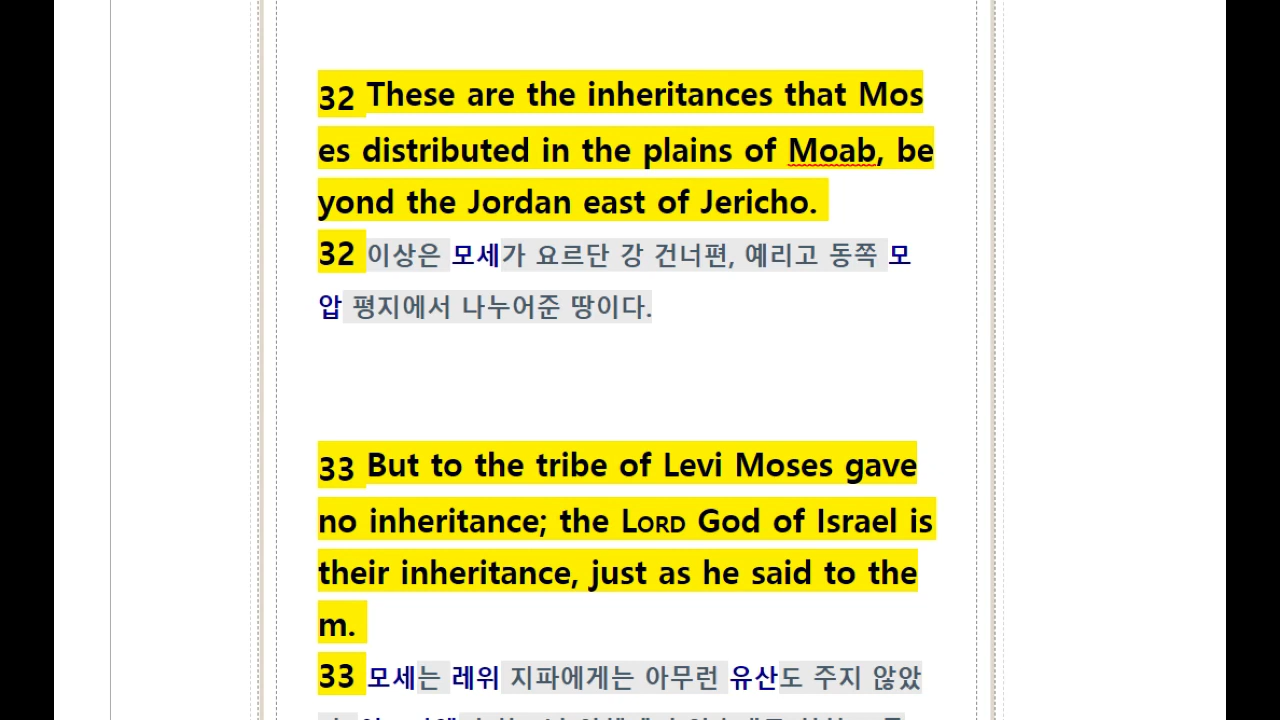 32 These are the inheritances that Mos
es distributed in the plains of Moab, be
yond the Jordan east of Jericho.
32 이상은 모세가 요르단 강 건너편, 예리고 동쪽 모
압 평지에서 나누어준 땅이다.
33 But to the tribe of Levi Moses gave
no inheritance; the LORD God of Israel is
their inheritance, just as he said to the
m.
33 모세는 레위 지파에게는 아무런 유산도 주지 않았